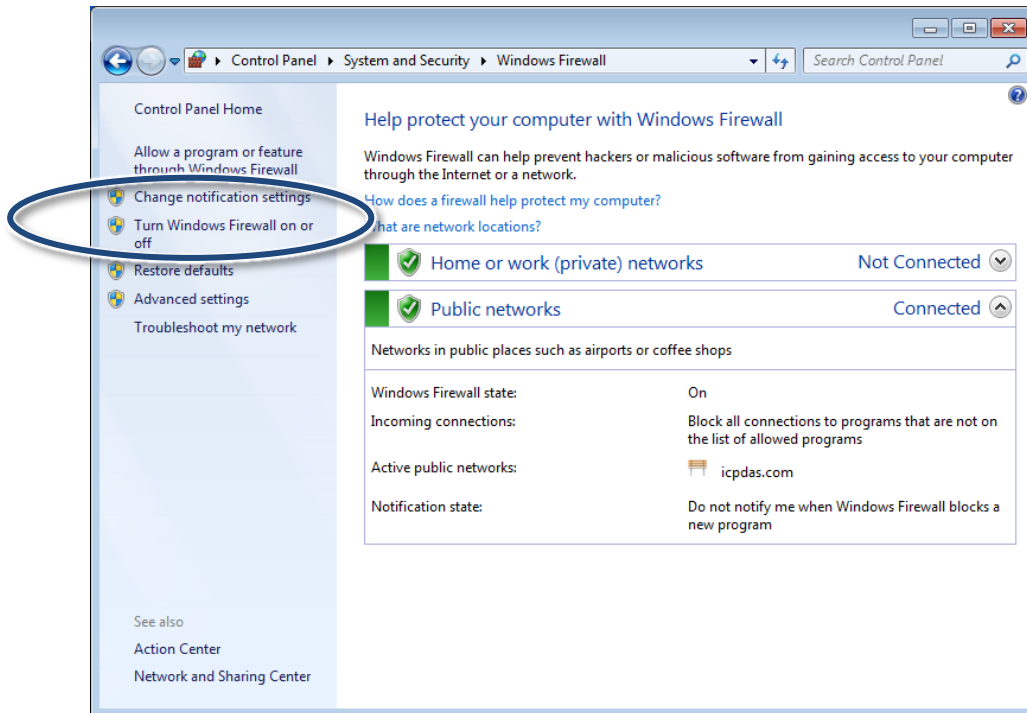 Control Panel System and Security Windows Firewall Search Control Panel
Control Panel Home
Allow a program or feature
through Windows Firewall
Change notification settings
Turn Windows Firewall on or
off
Restore defaults
Advanced settings
Troubleshoot my network
See also
Action Center
Network and Sharing Center
Help protect your computer with Windows Firewall
Windows Firewall can help prevent hackers or malicious software from gaining access to your computer
through the Internet or a network.
How does a firewall help protect my computer?
What are network locations?
Home or work (private) networks Not Connected
Public networks Connected
Networks in public places such as airports or coffee shops
Windows Firewall state: On
Incoming connections: Block all connections to programs that are not on
the list of allowed programs
Active public networks: icpdas.com
Notification state: Do not notify me when Windows Firewall blocks a
new program